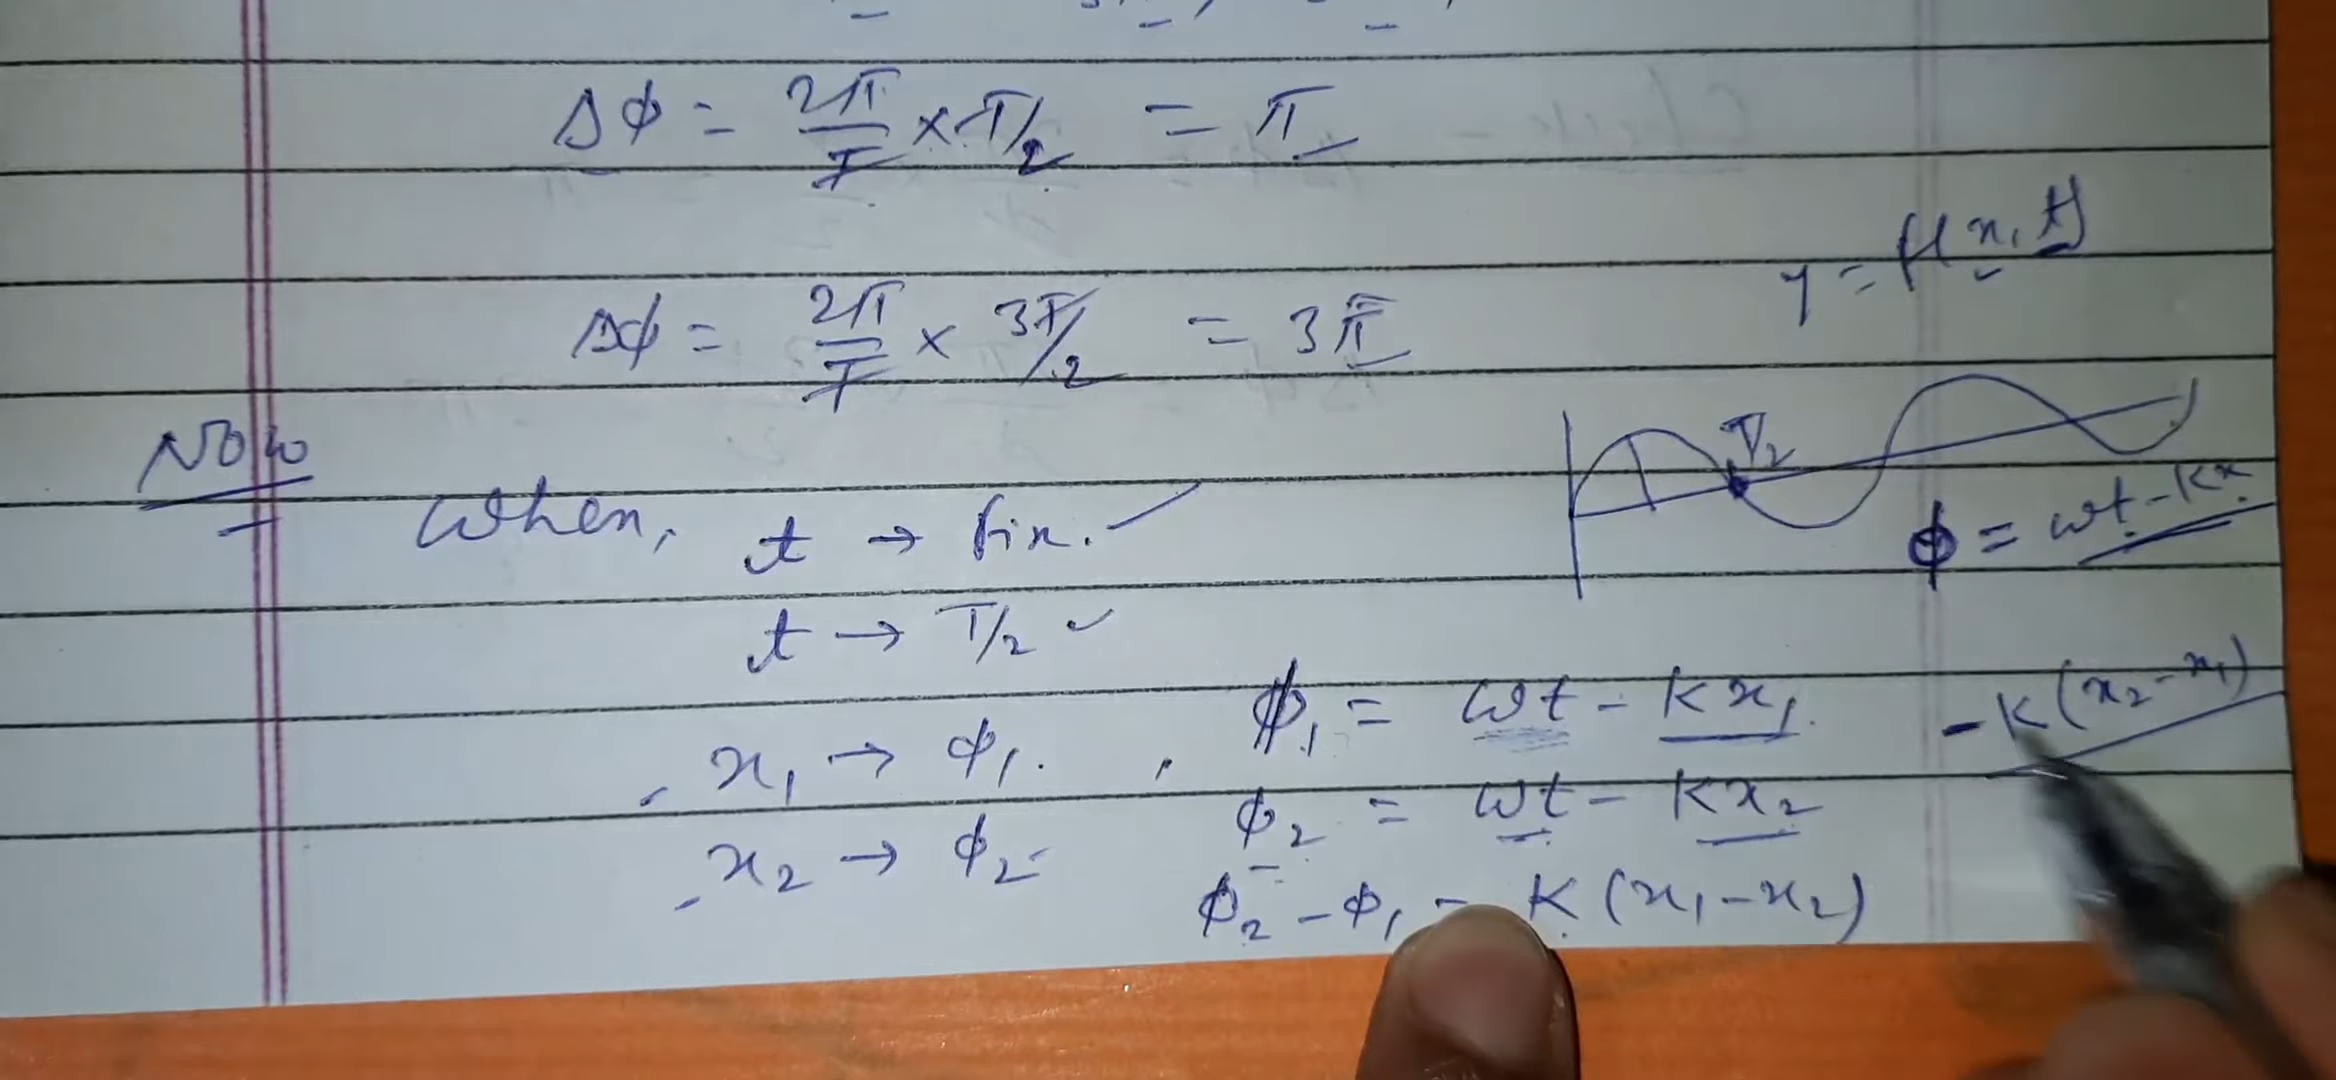 Δϕ = 2π/T × T/2 = π
y = f(x, t)
Δϕ = 2π/T × 3T/2 = 3π
Now
T/2
When, t → fix.
ϕ = ωt - Kx
t → T/2
x1 → ϕ1. , ϕ1 = ωt - Kx1
-K(x2-x1)
x2 → ϕ2 ϕ2 = ωt - Kx2
ϕ2 - ϕ1 = K(x1-x2)